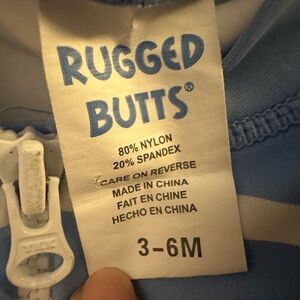 RUGGED
BUTTS®
80% NYLON
20% SPANDEX
CARE ON REVERSE
MADE IN CHINA
FAIT EN CHINE
HECHO EN CHINA
3-6M